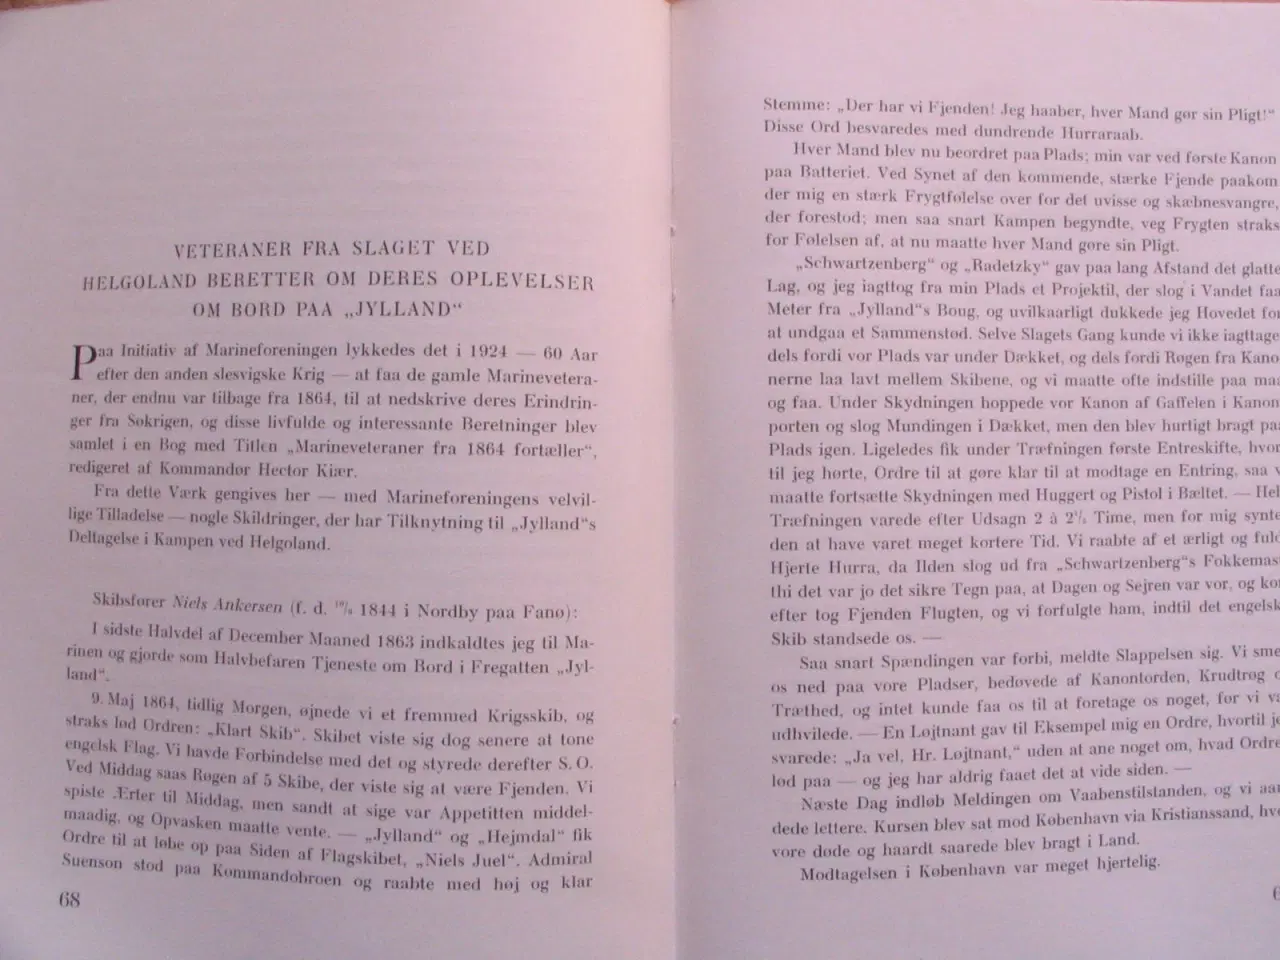 VETERANER FRA SLAGET VED
HELGOLAND BERETTER OM DERES OPLEVELSER
OM BORD PAA „JYLLAND“
Paa Initiativ af Marineforeningen lykkedes det i 1924 — 60 Aar
efter den anden slesvigske Krig — at faa de gamle Marinevetera-
ner, der endnu var tilbage fra 1864, til at nedskrive deres Erindrin-
ger fra Søkrigen, og disse livfulde og interessante Beretninger blev
samlet i en Bog med Titlen „Marineveteraner fra 1864 fortæller“,
redigeret af Kommandør Hector Kiær.
Fra dette Værk gengives her — med Marineforeningens velvil-
lige Tilladelse — nogle Skildringer, der har Tilknytning til „Jylland“s
Deltagelse i Kampen ved Helgoland.
Skibsfører Niels Ankersen (f. d. 1844 i Nordby paa Fanø):
I sidste Halvdel af December Maaned 1863 indkaldtes jeg til Ma-
rinen og gjorde som Halvbefaren Tjeneste om Bord i Fregatten „Jyl-
land“.
9. Maj 1864, tidlig Morgen, øjnede vi et fremmed Krigsskib, og
straks lød Ordren: „Klart Skib“. Skibet viste sig dog senere at tone
engelsk Flag. Vi havde Forbindelse med det og styrede derefter S. O.
Ved Middag saas Røgen af 5 Skibe, der viste sig at være Fjenden. Vi
spiste Ærter til Middag, men sandt at sige var Appetitten middel-
maadig, og Opvasken maatte vente. — „Jylland“ og „Hejmdal“ fik
Ordre til at løbe op paa Siden af Flagskibet, „Niels Juel“. Admiral
Suenson stod paa Kommandobroen og raabte med høj og klar
68
Stemme: „Der har vi Fjenden! Jeg haaber, hver Mand gør sin Pligt!“
Disse Ord besvaredes med dundrende Hurraraab.
Hver Mand blev nu beordret paa Plads; min var ved første Kanon
paa Batteriet. Ved Synet af den kommende, stærke Fjende paakom
der mig en stærk Frygtfølelse over for det uvisse og skæbnesvangre,
der forestod; men saa snart Kampen begyndte, veg Frygten straks
for Følelsen af, at nu maatte hver Mand gøre sin Pligt.
„Schwartzenberg“ og „Radetzky“ gav paa lang Afstand det glatte
Lag, og jeg iagttog fra min Plads et Projektil, der slog i Vandet faa
Meter fra „Jylland“s Boug, og uvilkaarligt dukkede jeg Hovedet for
at undgaa et Sammenstød. Selve Slagets Gang kunde vi ikke iagttage,
dels fordi vor Plads var under Dækket, og dels fordi Røgen fra Kano-
nerne laa lavt mellem Skibene, og vi maatte ofte indstille paa maa
og faa. Under Skydningen hoppede vor Kanon af Gaffelen i Kanon-
porten og slog Mundingen i Dækket, men den blev hurtigt bragt paa
Plads igen. Ligeledes fik under Træfningen første Entreskifte, hvor-
til jeg hørte, Ordre til at gøre klar til at modtage en Entring, saa v
maatte fortsætte Skydningen med Huggert og Pistol i Bæltet. — Hel
Træfningen varede efter Udsagn 2 à 2½ Time, men for mig synte
den at have varet meget kortere Tid. Vi raabte af et ærligt og fuld
Hjerte Hurra, da Ilden slog ud fra „Schwartzenberg“s Fokkemas
thi det var jo det sikre Tegn paa, at Dagen og Sejren var vor, og kor
efter tog Fjenden Flugten, og vi forfulgte ham, indtil det engelsk
Skib standsede os. —
Saa snart Spændingen var forbi, meldte Slappelsen sig. Vi sme
os ned paa vore Pladser, bedøvede af Kanontorden, Krudtrøg o
Træthed, og intet kunde faa os til at foretage os noget, før vi va
udhvilede. — En Løjtnant gav til Eksempel mig en Ordre, hvortil je
svarede: „Ja vel, Hr. Løjtnant,“ uden at ane noget om, hvad Ordre
lød paa — og jeg har aldrig faaet det at vide siden. —
Næste Dag indløb Meldingen om Vaabenstilstanden, og vi aan
dede lettere. Kursen blev sat mod København via Kristianssand, hvo
vore døde og haardt saarede blev bragt i Land.
Modtagelsen i København var meget hjertelig.
6